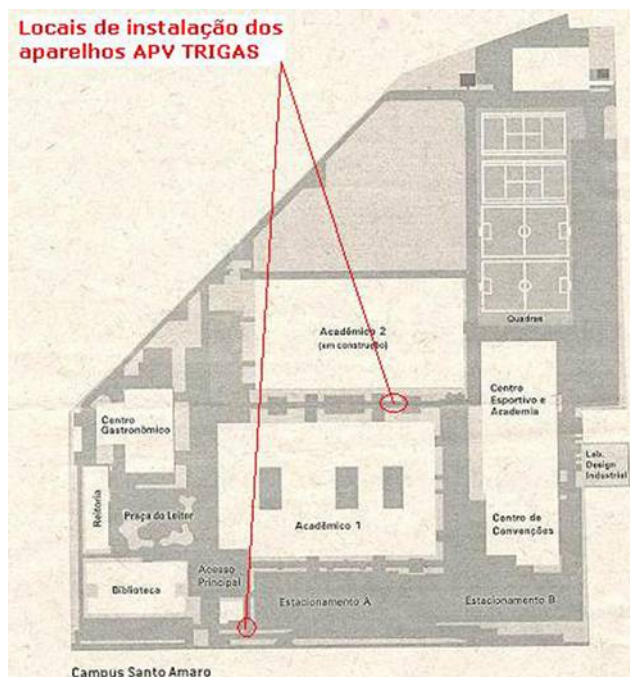 Locais de instalação dos
aparelhos APV TRIGAS
Quadras
Acadêmico 2
(em construção)
Centro
Esportivo e
Academia
Centro
Gastronômico
Lab.
Design
Industrial
Reitoria
Praça do Leitor
Acadêmico 1
Centro de
Convenções
Acesso
Principal
Biblioteca
Estacionamento A
Estacionamento B
Campus Santo Amaro